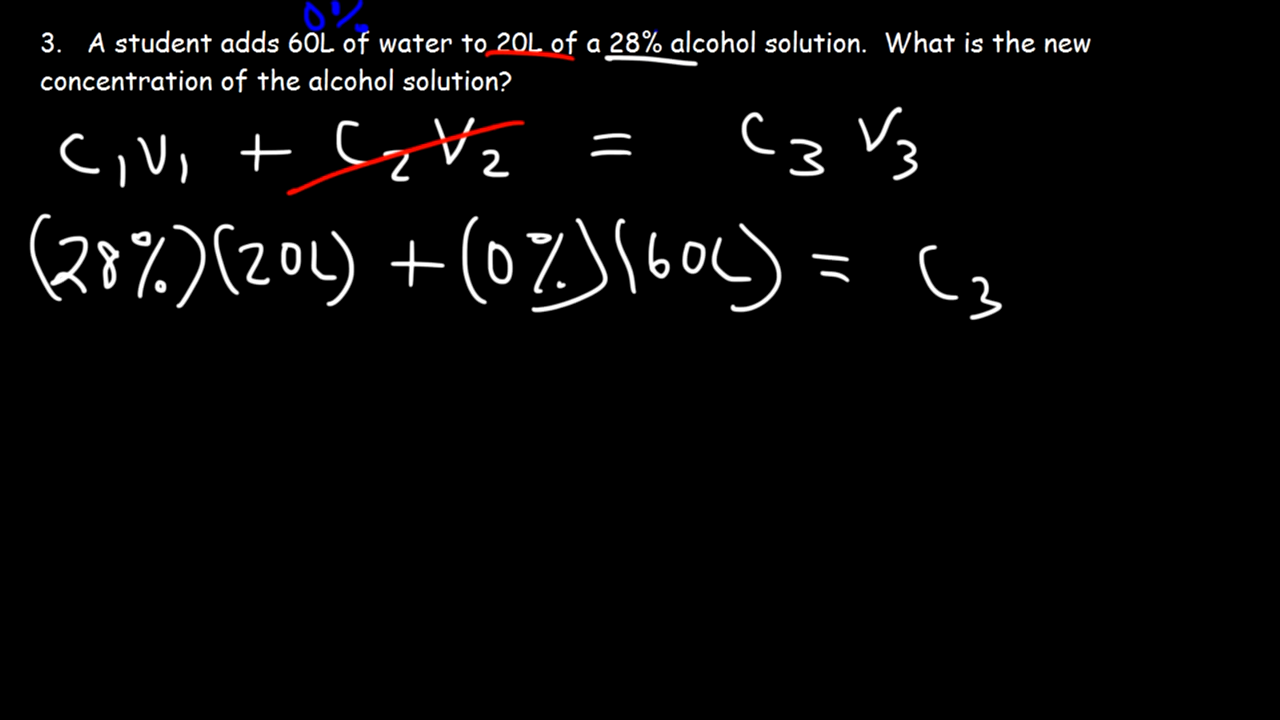 0%
3. A student adds 60L of water to 20L of a 28% alcohol solution. What is the new
concentration of the alcohol solution?
C₁V₁ + C₂V₂ = C₃V₃
(28%)(20L) + (0%)(60L) = C₃